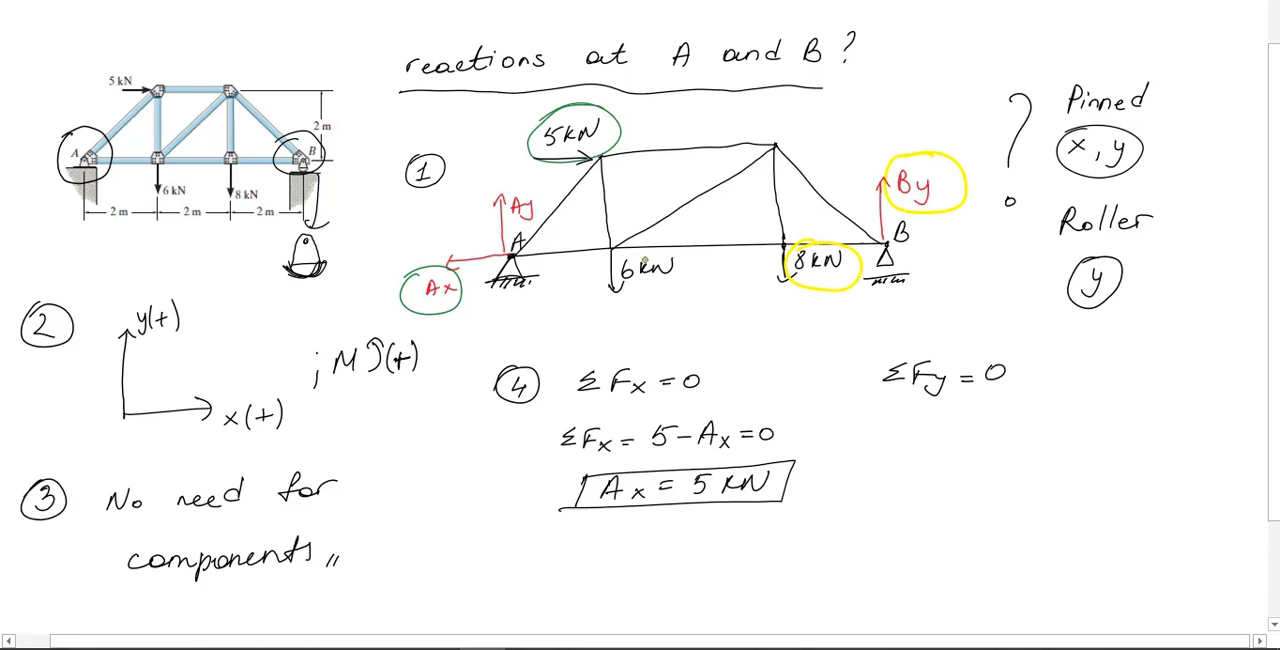 reactions at A and B ?
5 kN
A
B
2 m
6 kN
8 kN
2 m
2 m
2 m
1
5kN
Ay
A
Ax
6kN
8kN
By
B
?
Pinned
x, y
Roller
y
2
y(+)
x(+)
; M (+)
3
No need for
components,,
4
ΣFx = 0
ΣFy = 0
ΣFx = 5 - Ax = 0
Ax = 5 kN